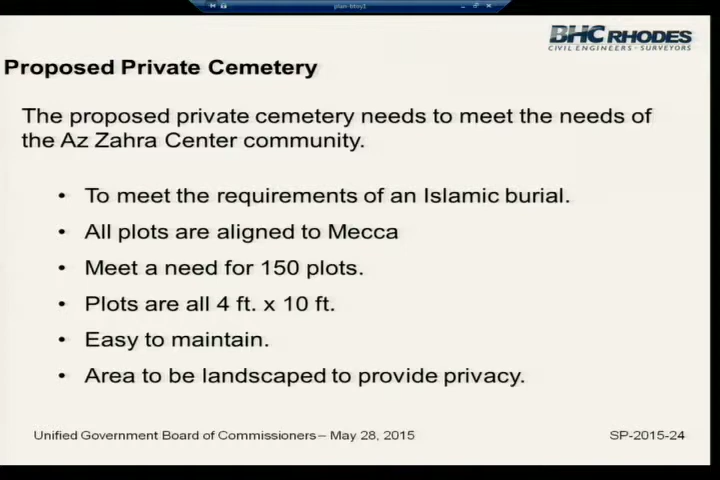 plan-bhry1
BHC RHODES
CIVIL ENGINEERS · SURVEYORS
Proposed Private Cemetery
The proposed private cemetery needs to meet the needs of
the Az Zahra Center community.
• To meet the requirements of an Islamic burial.
• All plots are aligned to Mecca
• Meet a need for 150 plots.
• Plots are all 4 ft. x 10 ft.
• Easy to maintain.
• Area to be landscaped to provide privacy.
Unified Government Board of Commissioners – May 28, 2015
SP-2015-24